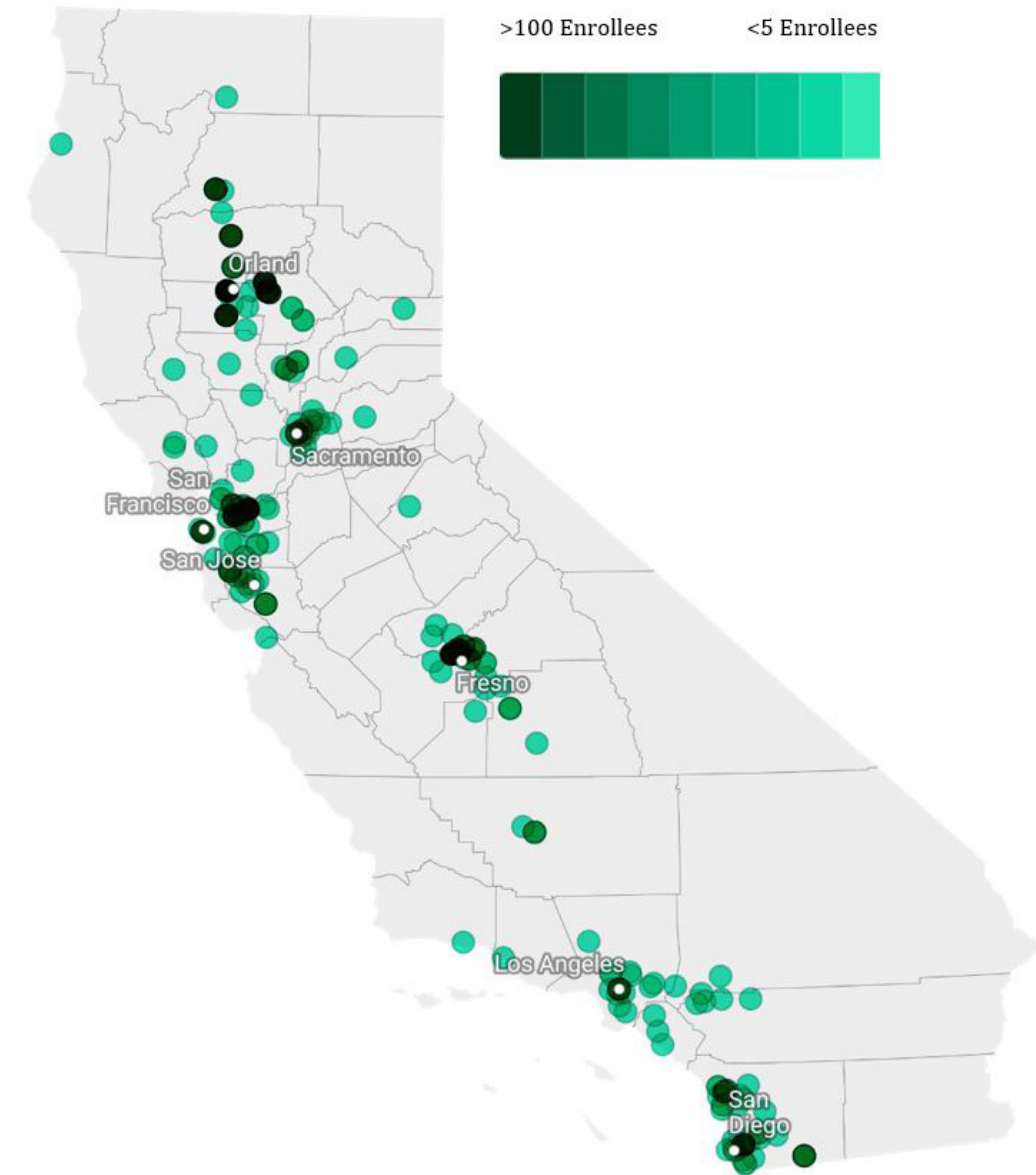 >100 Enrollees
<5 Enrollees
Orland
Sacramento
San
Francisco
San Jose
Fresno
Los Angeles
San
Diego